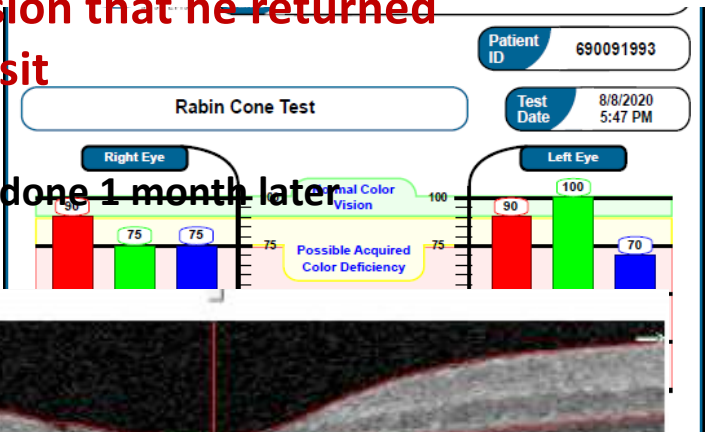 sion that he returned
sit
Patient ID
690091993
Rabin Cone Test
Test Date
8/8/2020
5:47 PM
Right Eye
Left Eye
done 1 month later
Normal Color
Vision
100
100
90
75
75
90
100
70
75
75
Possible Acquired
Color Deficiency